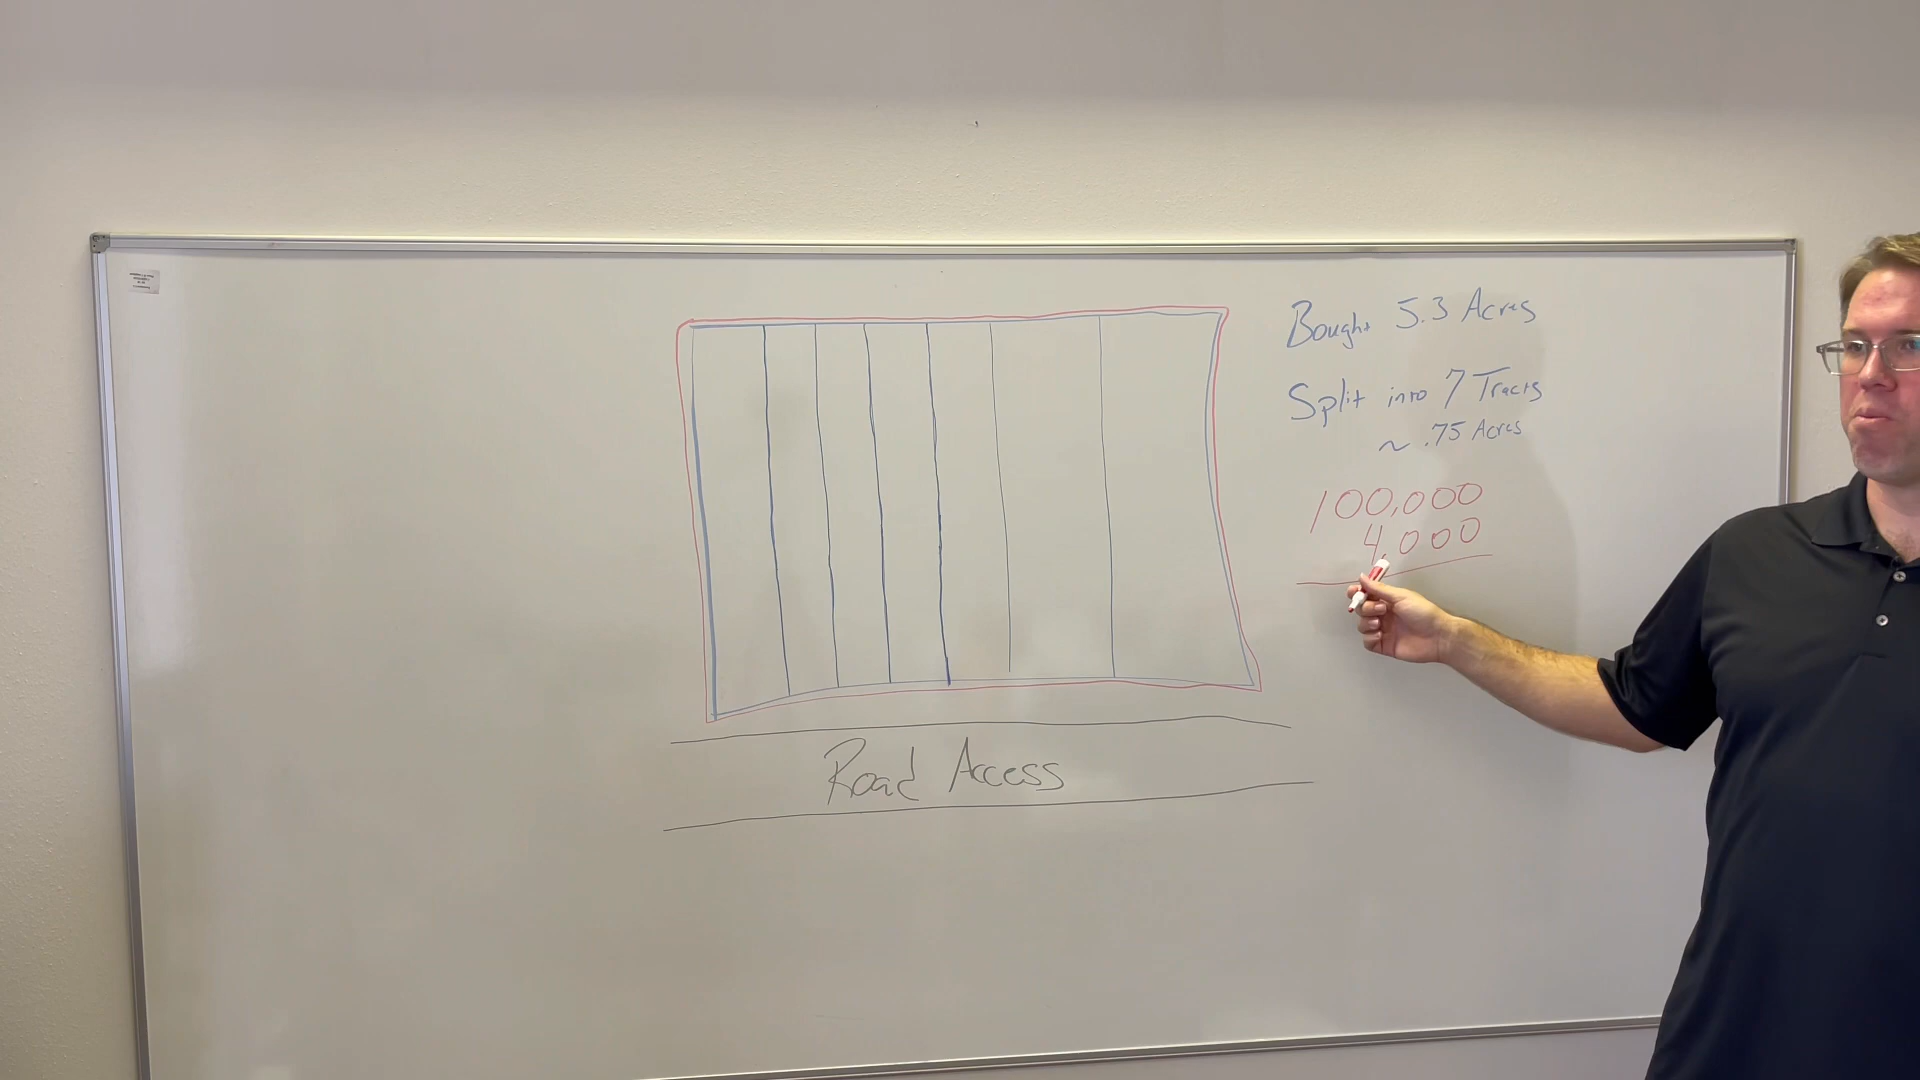 Bought 5.3 Acres
Split into 7 Tracts
~ .75 Acres
100,000
4,000
Road Access